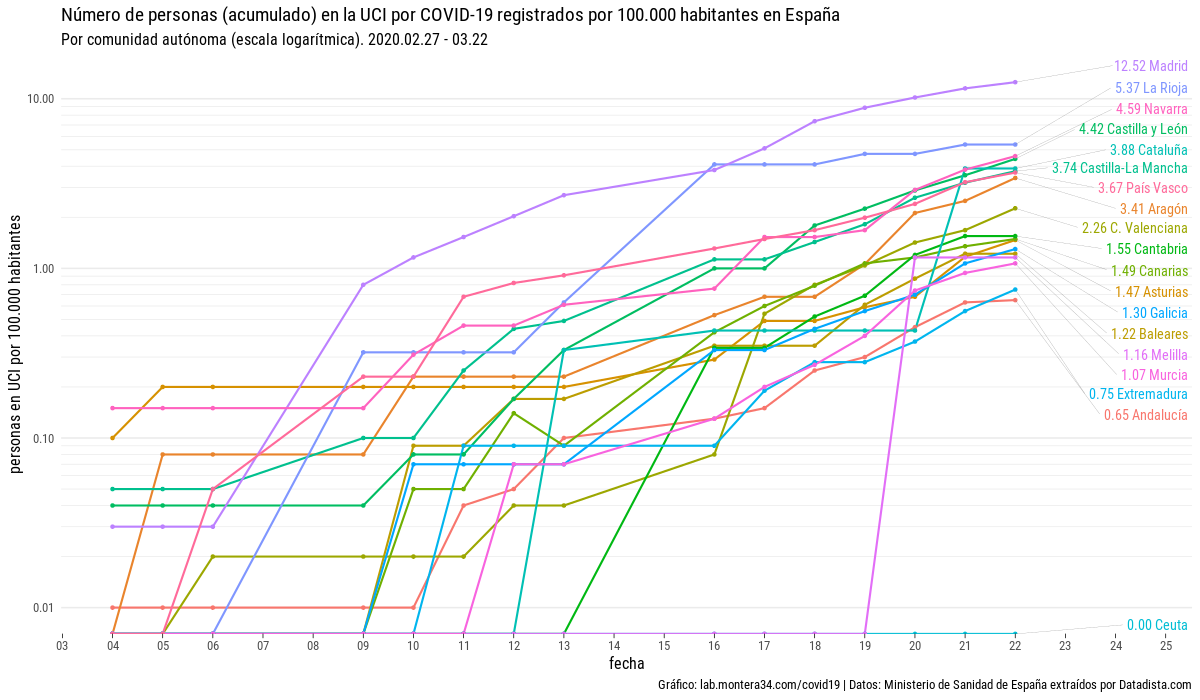 Número de personas (acumulado) en la UCI por COVID-19 registrados por 100.000 habitantes en España
Por comunidad autónoma (escala logarítmica). 2020.02.27 - 03.22
personas en UCI por 100.000 habitantes
10.00
1.00
0.10
0.01
12.52 Madrid
5.37 La Rioja
4.59 Navarra
4.42 Castilla y León
3.88 Cataluña
3.74 Castilla-La Mancha
3.67 País Vasco
3.41 Aragón
2.26 C. Valenciana
1.55 Cantabria
1.49 Canarias
1.47 Asturias
1.30 Galicia
1.22 Baleares
1.16 Melilla
1.07 Murcia
0.75 Extremadura
0.65 Andalucía
0.00 Ceuta
03 04 05 06 07 08 09 10 11 12 13 14 15 16 17 18 19 20 21 22 23 24 25
fecha
Gráfico: lab.montera34.com/covid19 | Datos: Ministerio de Sanidad de España extraídos por Datadista.com